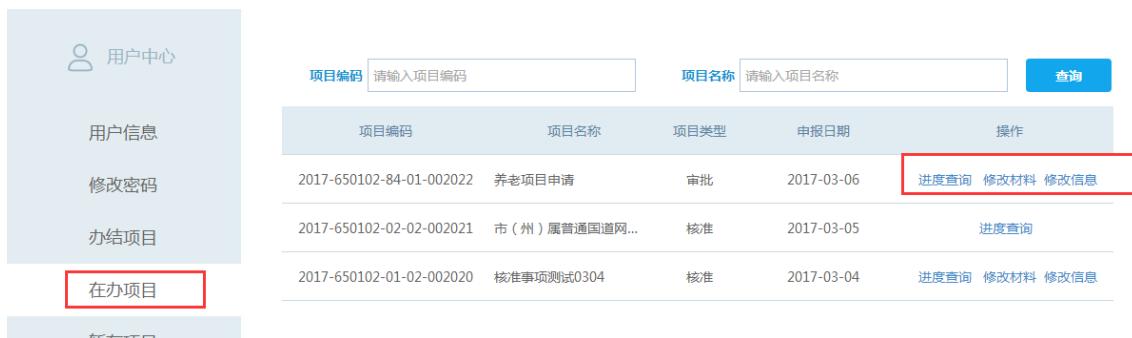 用户中心
用户信息
修改密码
办结项目
在办项目
项目编码 请输入项目编码 项目名称 请输入项目名称 查询
项目编码 项目名称 项目类型 申报日期 操作
2017-650102-84-01-002022 养老项目申请 审批 2017-03-06 进度查询 修改材料 修改信息
2017-650102-02-02-002021 市（州）属普通国道网... 核准 2017-03-05 进度查询
2017-650102-01-02-002020 核准事项测试0304 核准 2017-03-04 进度查询 修改材料 修改信息